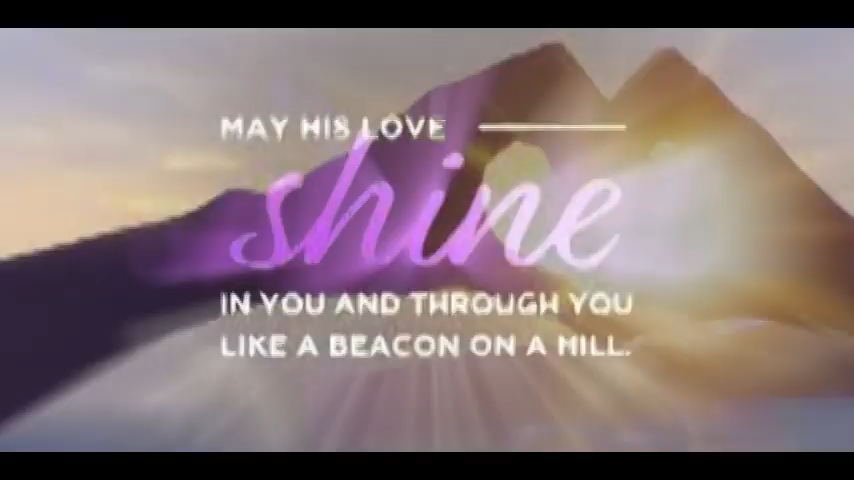 MAY HIS LOVE
shine
IN YOU AND THROUGH YOU
LIKE A BEACON ON A HILL.